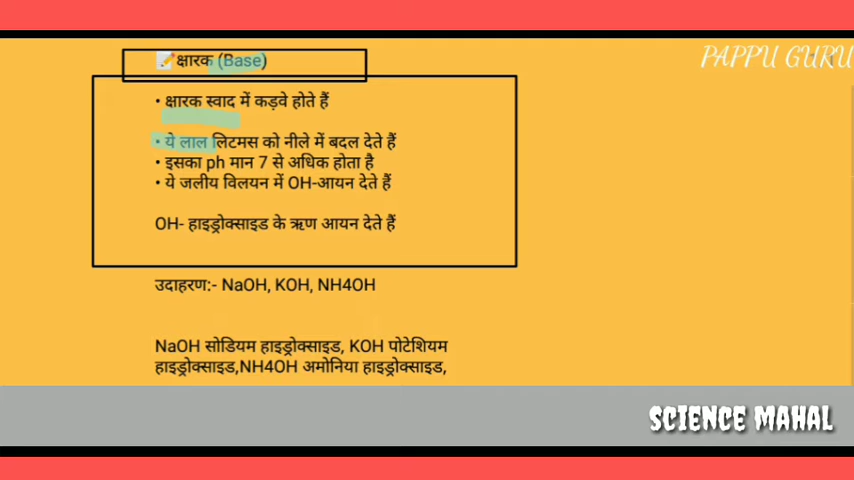 📝क्षारक (Base)
PAPPU GURU
• क्षारक स्वाद में कड़वे होते हैं
• ये लाल लिटमस को नीले में बदल देते हैं
• इसका ph मान 7 से अधिक होता है
• ये जलीय विलयन में OH-आयन देते हैं
OH- हाइड्रोक्साइड के ऋण आयन देते हैं
उदाहरण:- NaOH, KOH, NH4OH
NaOH सोडियम हाइड्रोक्साइड, KOH पोटेशियम
हाइड्रोक्साइड,NH4OH अमोनिया हाइड्रोक्साइड,
SCIENCE MAHAL